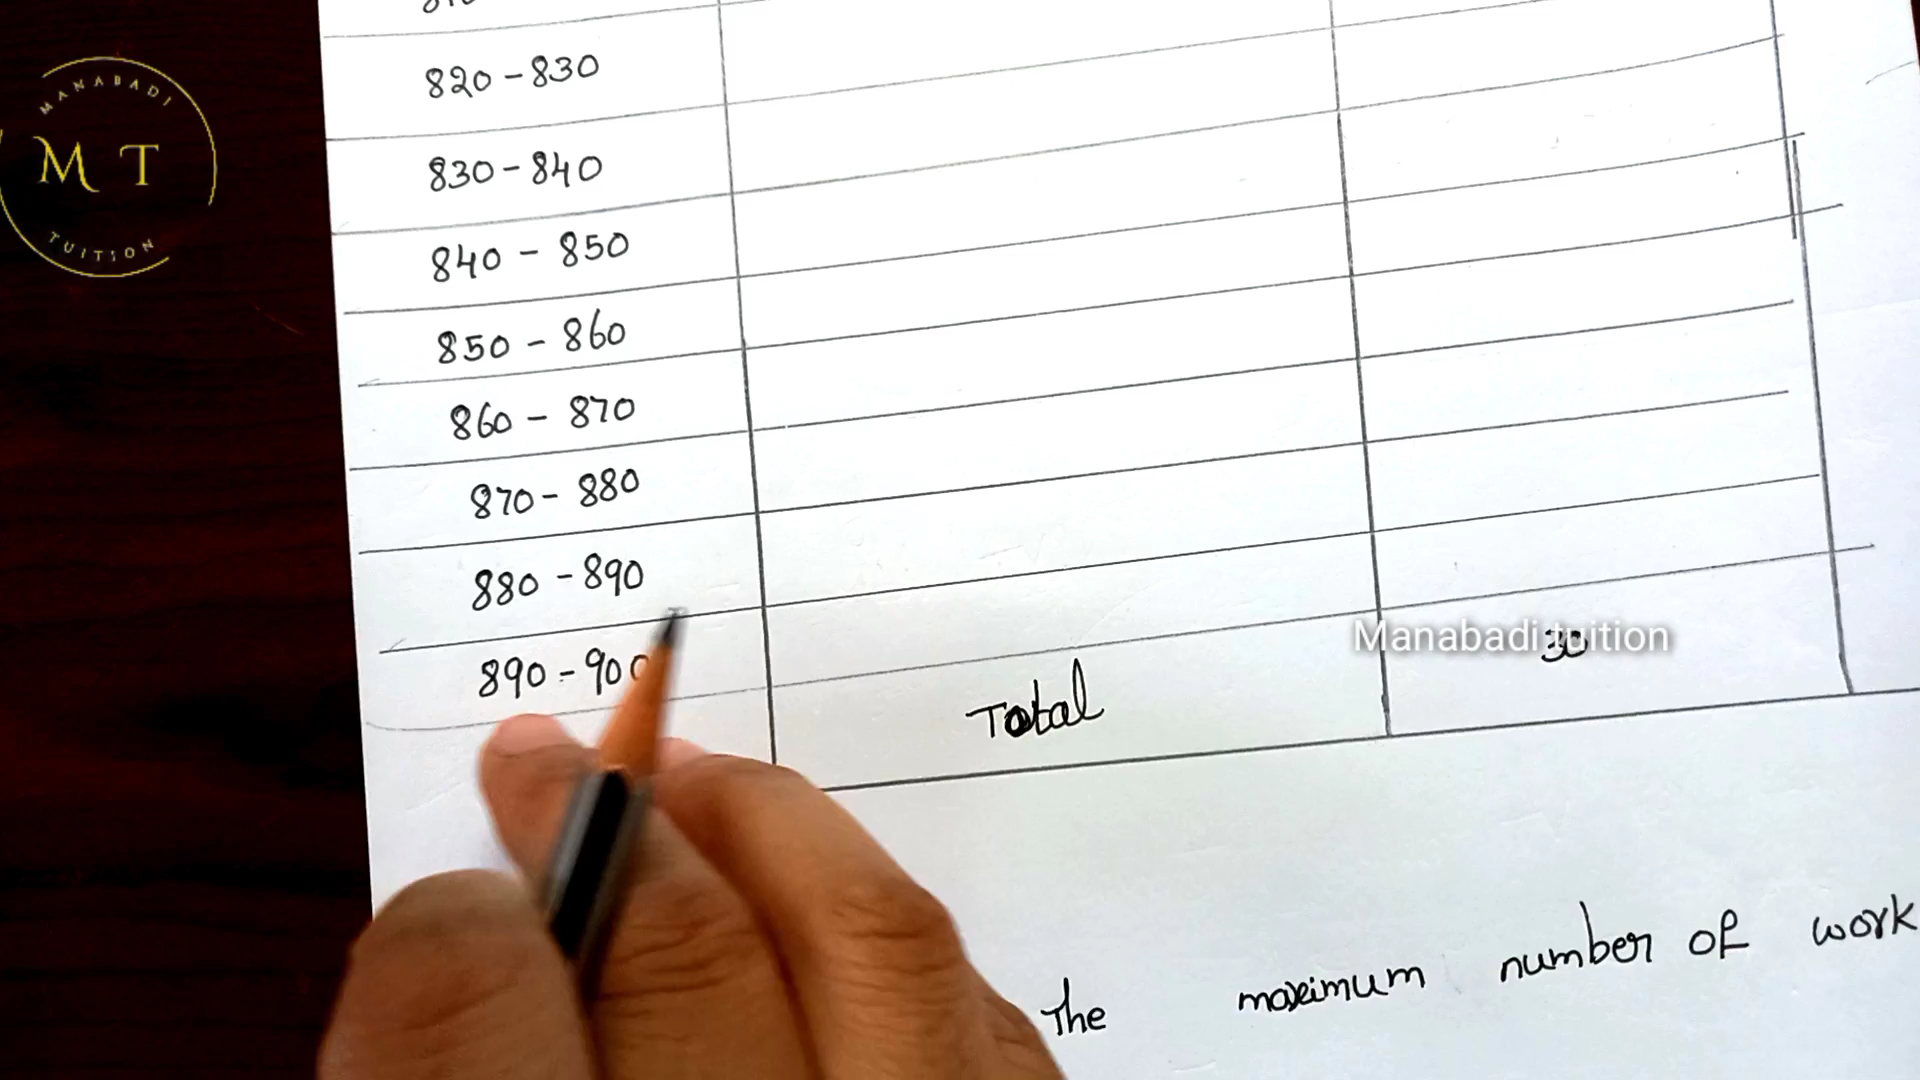 MANABADI
M T
TUITION
820-830
830-840
840 - 850
850 - 860
860 - 870
870- 880
880 -890
890-900
Total
30
Manabadi tuition
The maximum number of work